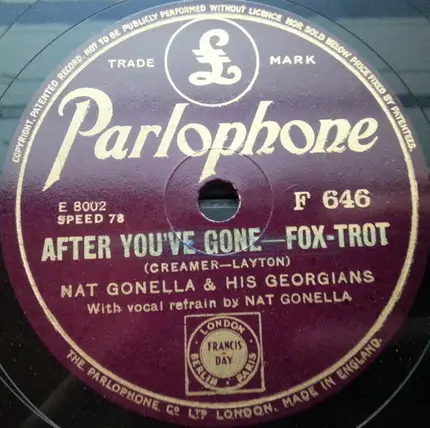 COPYRIGHT, PATENTED RECORD, NOT TO BE PUBLICLY PERFORMED WITHOUT LICENCE, NOR SOLD BELOW PRICE FIXED BY PATENTEES.
£
TRADE MARK
Parlophone
E 8002
SPEED 78
F 646
AFTER YOU'VE GONE—FOX-TROT
(CREAMER—LAYTON)
NAT GONELLA & HIS GEORGIANS
With vocal refrain by NAT GONELLA
LONDON
FRANCIS
DAY
BERLIN
PARIS
THE PARLOPHONE CO LTD LONDON. MADE IN ENGLAND.